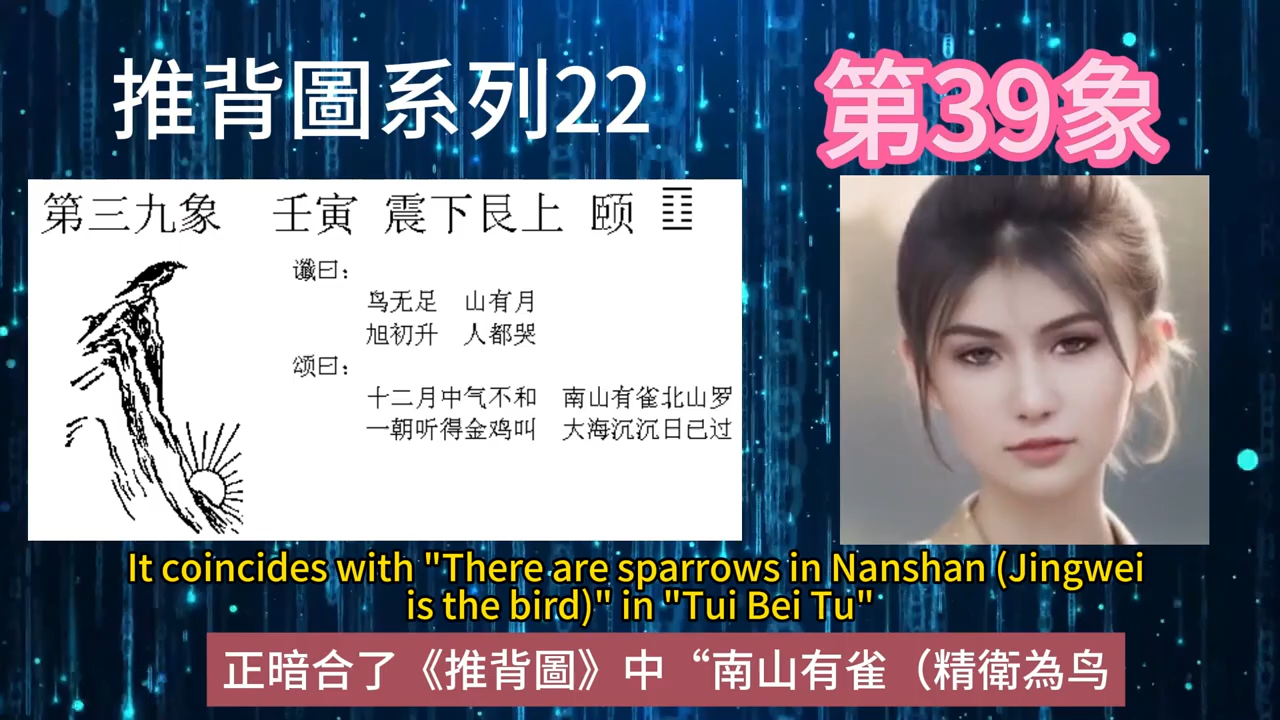 推背圖系列22
第39象
第三九象 壬寅 震下艮上 颐 ䷚
谶曰：
鸟无足 山有月
旭初升 人都哭
颂曰：
十二月中气不和 南山有雀北山罗
一朝听得金鸡叫 大海沉沉日已过
It coincides with "There are sparrows in Nanshan (Jingwei
is the bird)" in "Tui Bei Tu"
正暗合了《推背圖》中“南山有雀（精衛為鸟